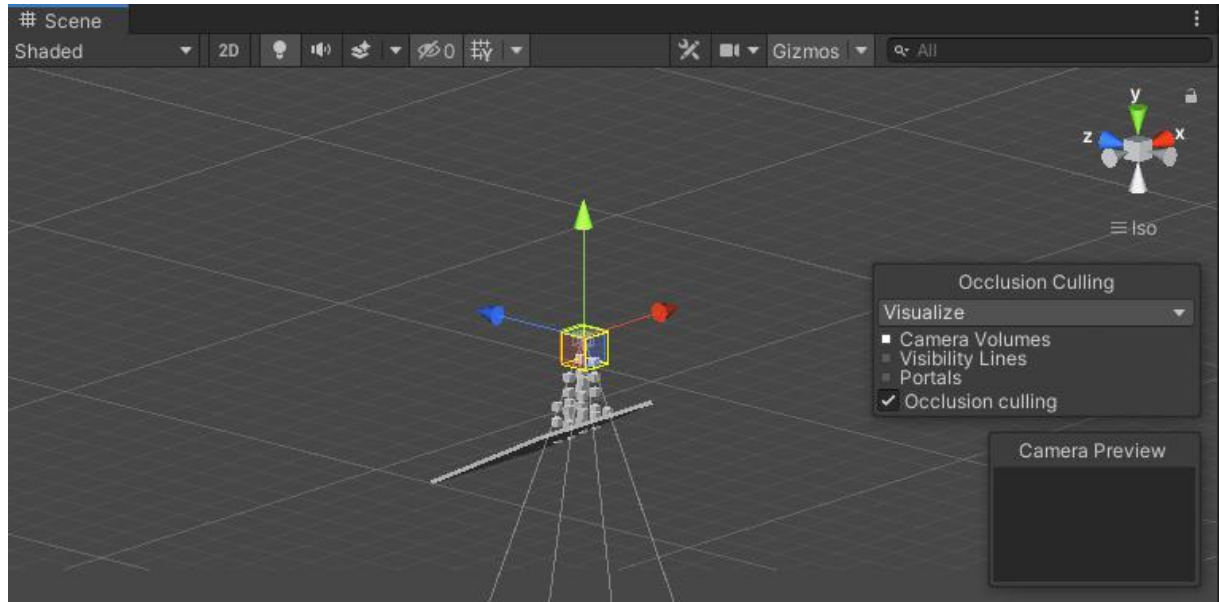 # Scene
Shaded 2D 0 Gizmos All
y
z x
Iso
Occlusion Culling
Visualize
Camera Volumes
Visibility Lines
Portals
Occlusion culling
Camera Preview